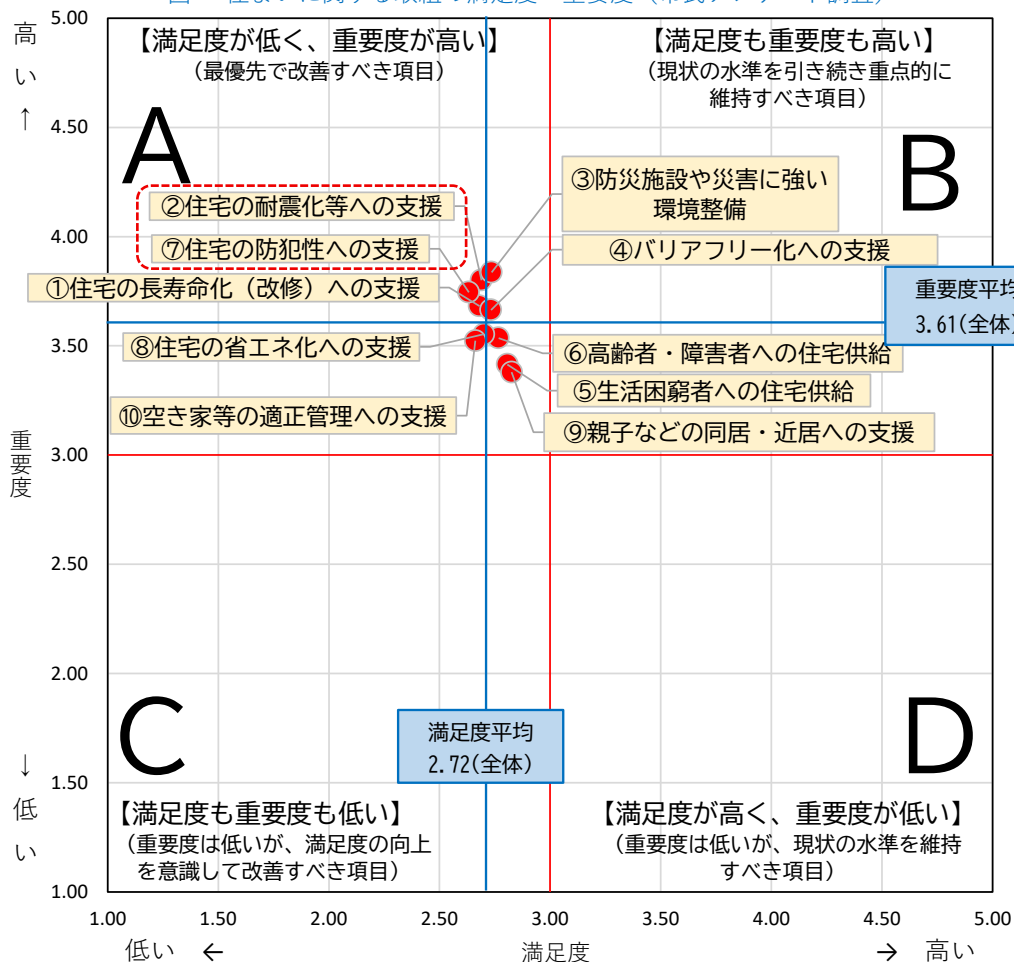 高い↑
5.00
4.50
4.00
3.50
3.00
2.50
2.00
1.50
1.00
重要度
↓低い
【満足度が低く、重要度が高い】
（最優先で改善すべき項目）
A
【満足度も重要度も高い】
（現状の水準を引き続き重点的に
維持すべき項目）
B
②住宅の耐震化等への支援
⑦住宅の防犯性への支援
①住宅の長寿命化（改修）への支援
⑧住宅の省エネ化への支援
⑩空き家等の適正管理への支援
③防災施設や災害に強い
環境整備
④バリアフリー化への支援
重要度平均
3.61(全体)
⑥高齢者・障害者への住宅供給
⑤生活困窮者への住宅供給
⑨親子などの同居・近居への支援
C
満足度平均
2.72(全体)
D
【満足度も重要度も低い】
（重要度は低いが、満足度の向上
を意識して改善すべき項目）
【満足度が高く、重要度が低い】
（重要度は低いが、現状の水準を維持
すべき項目）
1.00 1.50 2.00 2.50 3.00 3.50 4.00 4.50 5.00
低い ← 満足度 → 高い